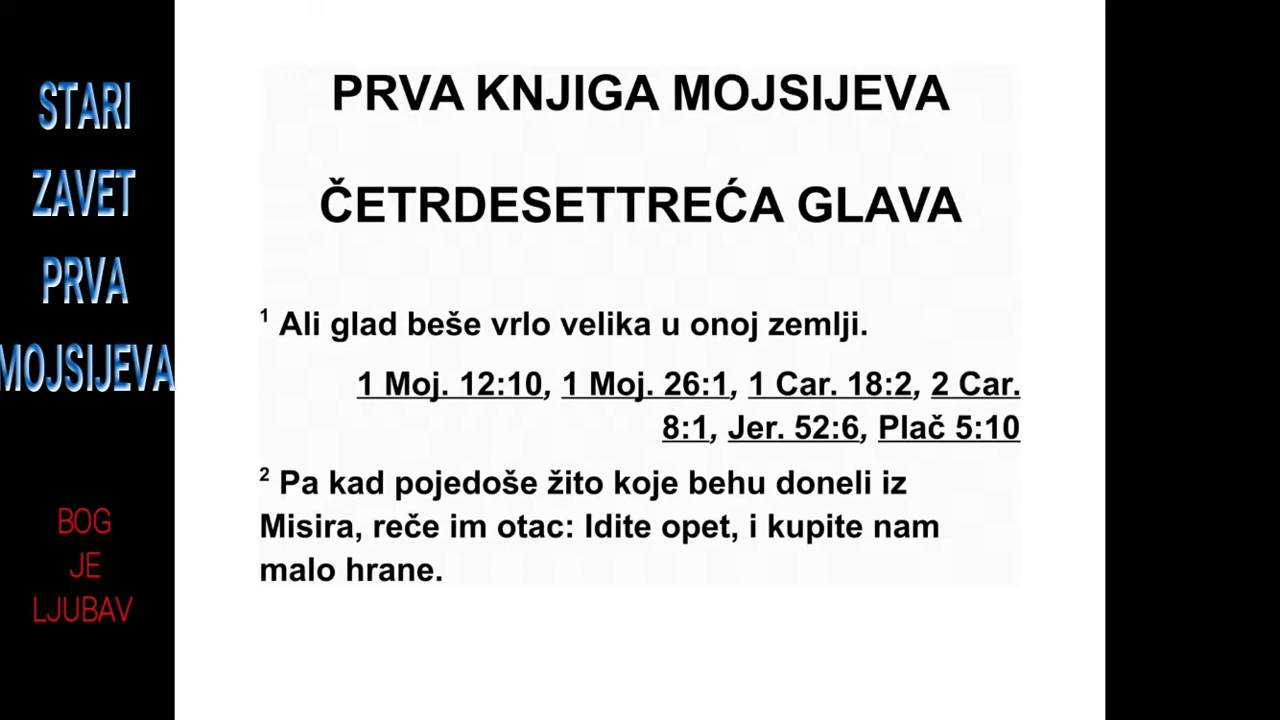 STARI
ZAVET
PRVA
MOJSIJEVA
BOG
JE
LJUBAV
PRVA KNJIGA MOJSIJEVA
ČETRDESETTREĆA GLAVA
1 Ali glad beše vrlo velika u onoj zemlji.
1 Moj. 12:10, 1 Moj. 26:1, 1 Car. 18:2, 2 Car.
8:1, Jer. 52:6, Plač 5:10
2 Pa kad pojedoše žito koje behu doneli iz
Misira, reče im otac: Idite opet, i kupite nam
malo hrane.